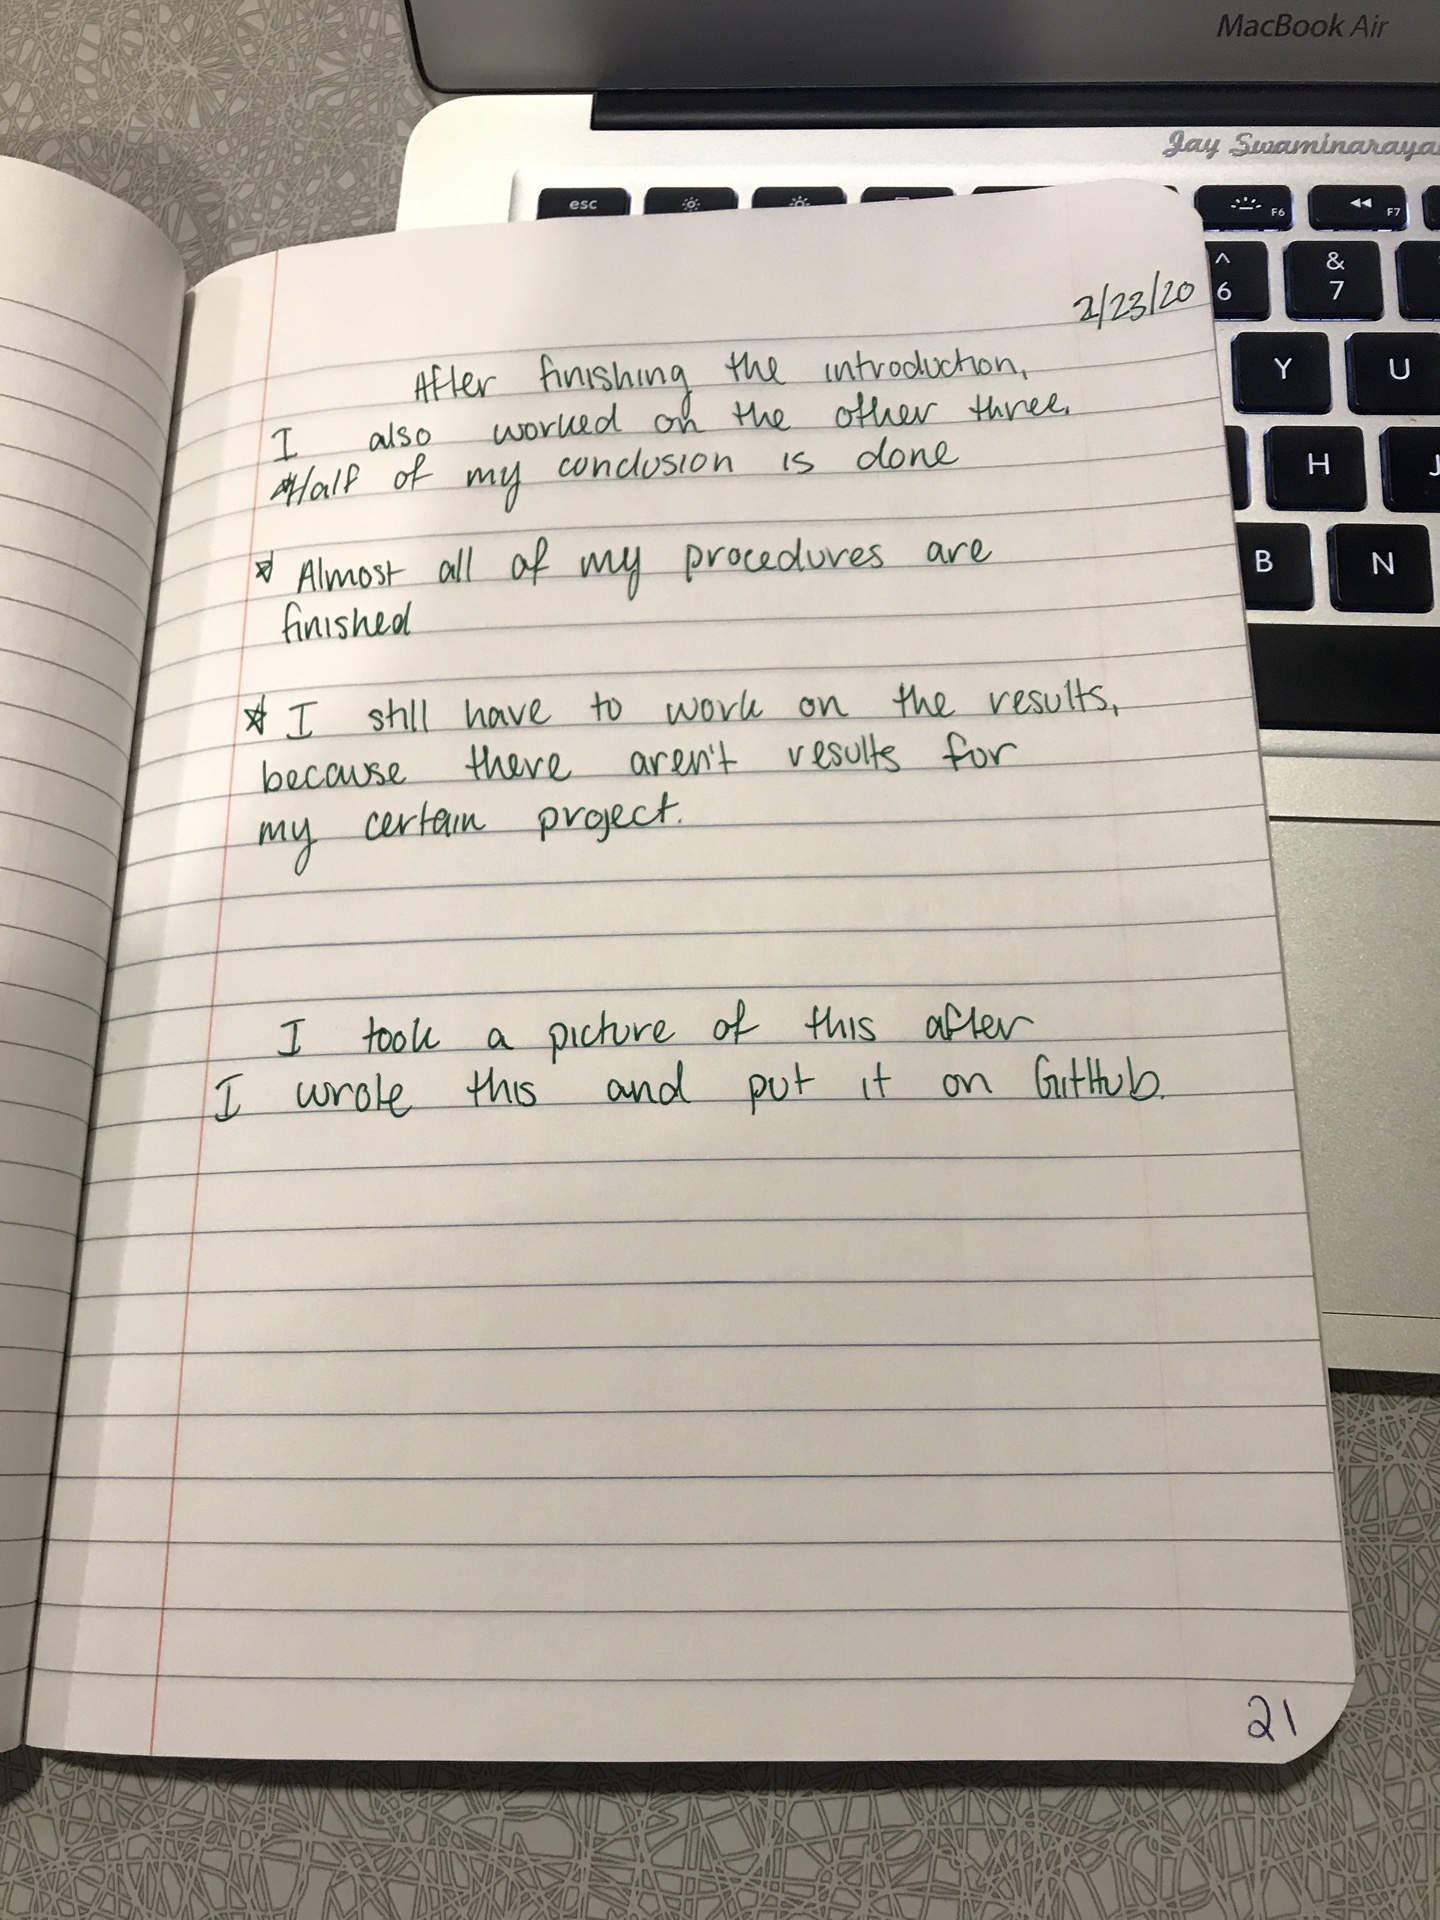 MacBook Air
Jay Swaminaraya
esc
F6
F7
^
6
&
7
Y
U
H
J
B
N
2/23/20
After finishing the introduction,
I also worked on the other three.
☆Half of my conclusion is done
☆ Almost all of my procedures are
finished
☆ I still have to work on the results,
because there aren't results for
my certain project.
I took a picture of this after
I wrote this and put it on GitHub.
21